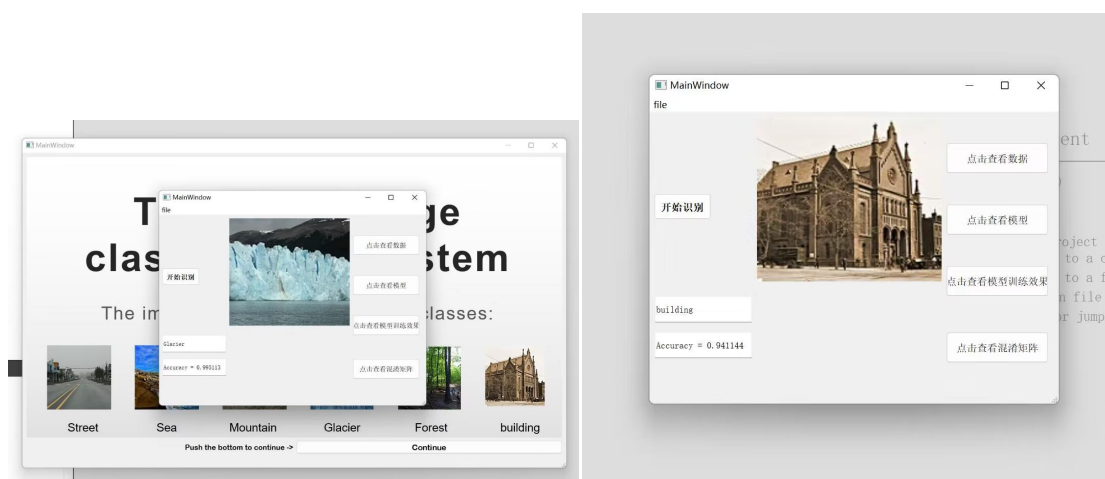 MainWindow
T
ge
clas
stem
The im
classes:
MainWindow
file
开始识别
点击查看数据
点击查看模型
点击查看模型训练效果
点击查看混淆矩阵
Glacier
Accuracy = 0.990113
Street
Sea
Mountain
Glacier
Forest
building
Push the bottom to continue ->
Continue
MainWindow
file
开始识别
点击查看数据
点击查看模型
点击查看模型训练效果
点击查看混淆矩阵
building
Accuracy = 0.941144
ent
oject
to a
to a f
n file
or jump